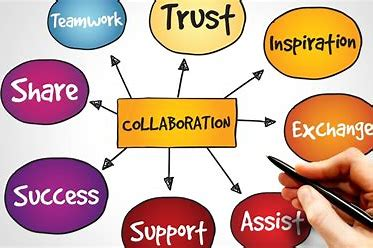 Teamwork
Trust
Inspiration
Share
COLLABORATION
Exchange
Success
Support
Assist